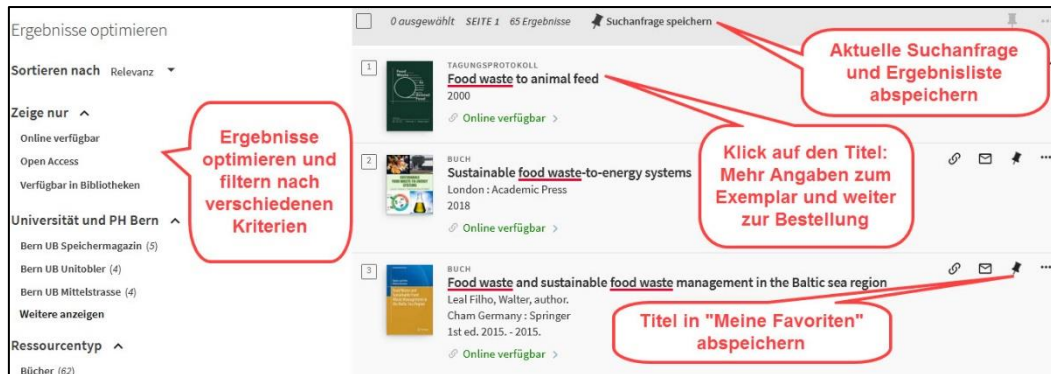 Ergebnisse optimieren
Sortieren nach Relevanz
Zeige nur
Online verfügbar
Open Access
Verfügbar in Bibliotheken
Universität und PH Bern
Bern UB Speichermagazin (5)
Bern UB Unitobler (4)
Bern UB Mittelstrasse (4)
Weitere anzeigen
Ressourcentyp
Bücher (62)
Ergebnisse
optimieren und
filtern nach
verschiedenen
Kriterien
0 ausgewählt SEITE 1 65 Ergebnisse Suchanfrage speichern
Aktuelle Suchanfrage
und Ergebnisliste
abspeichern
1
TAGUNGSPROTOKOLL
Food waste to animal feed
2000
Online verfügbar >
Klick auf den Titel:
Mehr Angaben zum
Exemplar und weiter
zur Bestellung
2
BUCH
Sustainable food waste-to-energy systems
London : Academic Press
2018
Online verfügbar >
3
BUCH
Food waste and sustainable food waste management in the Baltic sea region
Leal Filho, Walter, author.
Cham Germany : Springer
1st ed. 2015. - 2015.
Online verfügbar >
Titel in "Meine Favoriten"
abspeichern